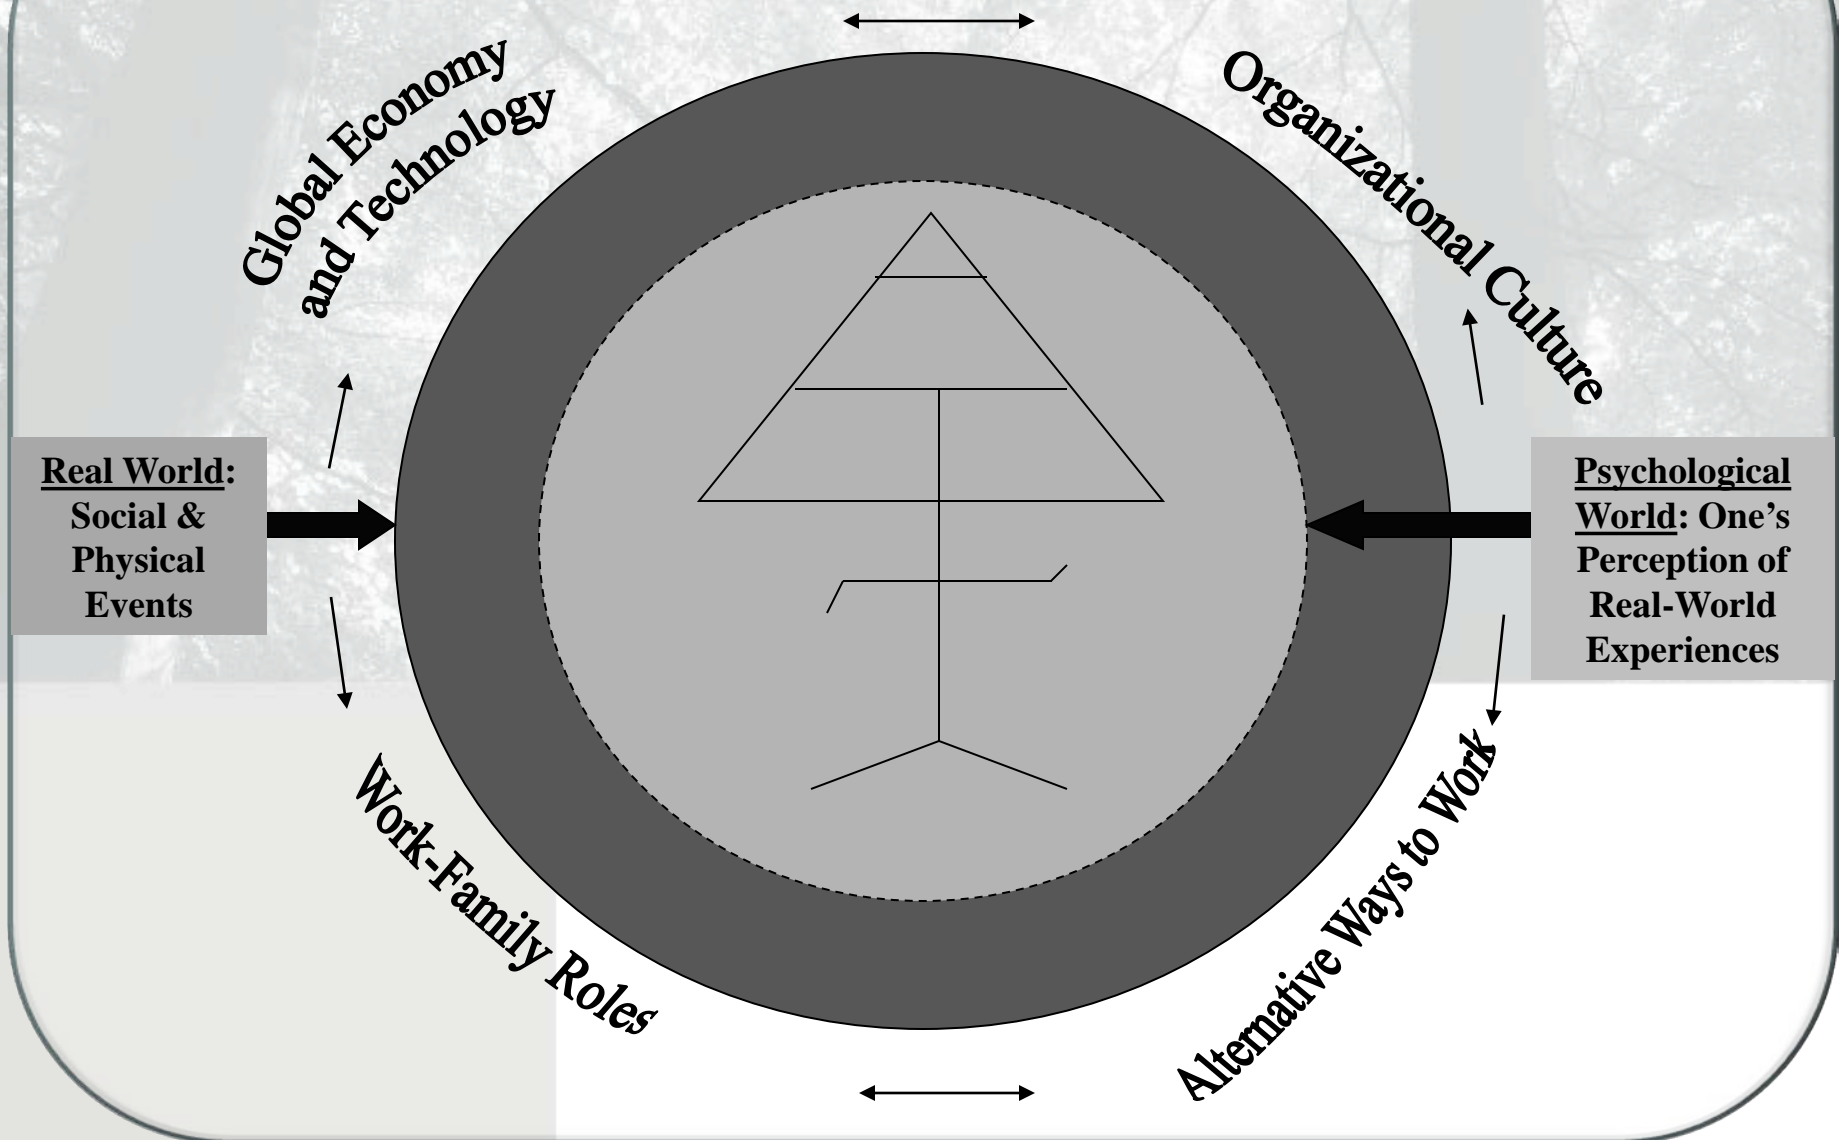 Global Economy
and Technology
Organizational Culture
Real World:
Social &
Physical
Events
Psychological
World: One’s
Perception of
Real-World
Experiences
Work-Family Roles
Alternative Ways to Work